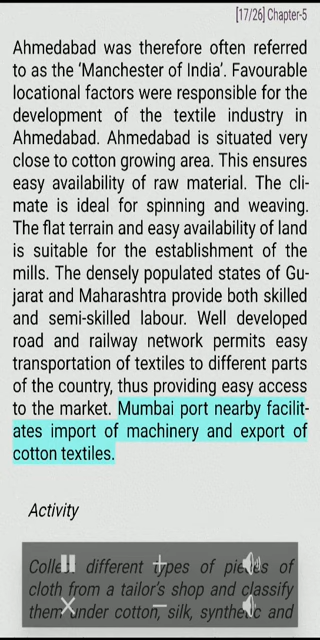 [17/26] Chapter-5
Ahmedabad was therefore often referred
to as the ‘Manchester of India’. Favourable
locational factors were responsible for the
development of the textile industry in
Ahmedabad. Ahmedabad is situated very
close to cotton growing area. This ensures
easy availability of raw material. The cli-
mate is ideal for spinning and weaving.
The flat terrain and easy availability of land
is suitable for the establishment of the
mills. The densely populated states of Gu-
jarat and Maharashtra provide both skilled
and semi-skilled labour. Well developed
road and railway network permits easy
transportation of textiles to different parts
of the country, thus providing easy access
to the market. Mumbai port nearby facilit-
ates import of machinery and export of
cotton textiles.
Activity
Collect different types of pieces of
cloth from a tailor’s shop and classify
them under cotton, silk, synthetic and